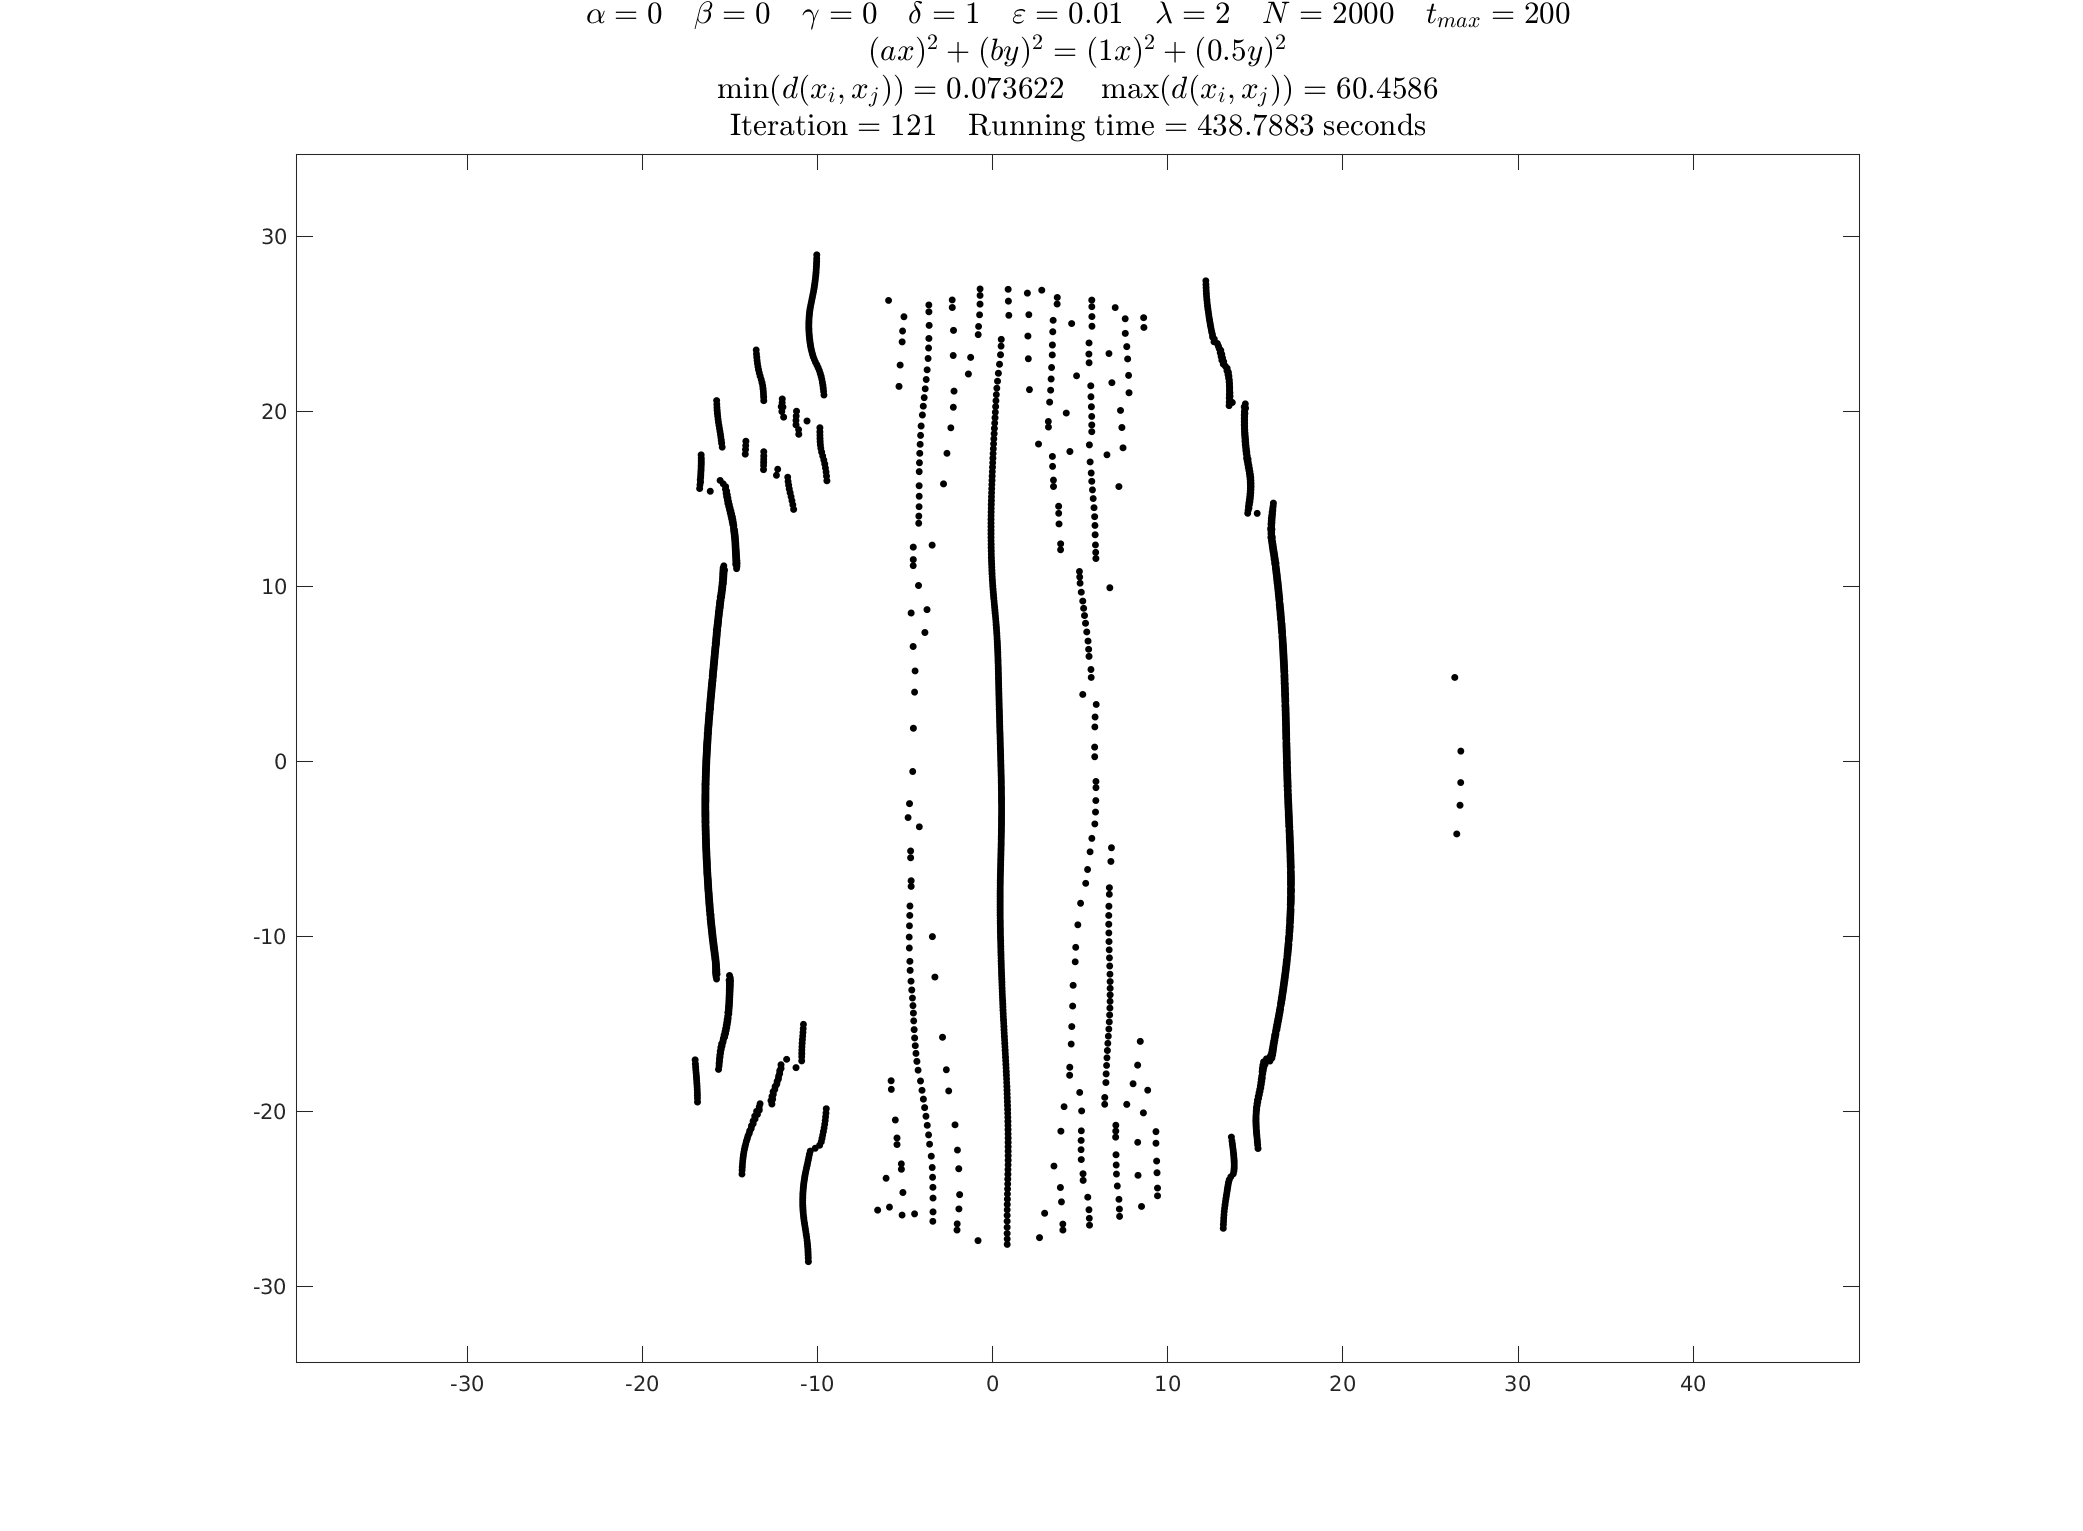 α = 0 β = 0 γ = 0 δ = 1 ε = 0.01 λ = 2 N = 2000 t_{max} = 200
(ax)² + (by)² = (1x)² + (0.5y)²
min(d(x_i, x_j)) = 0.073622 max(d(x_i, x_j)) = 60.4586
Iteration = 121 Running time = 438.7883 seconds
30
20
10
0
-10
-20
-30
-30 -20 -10 0 10 20 30 40